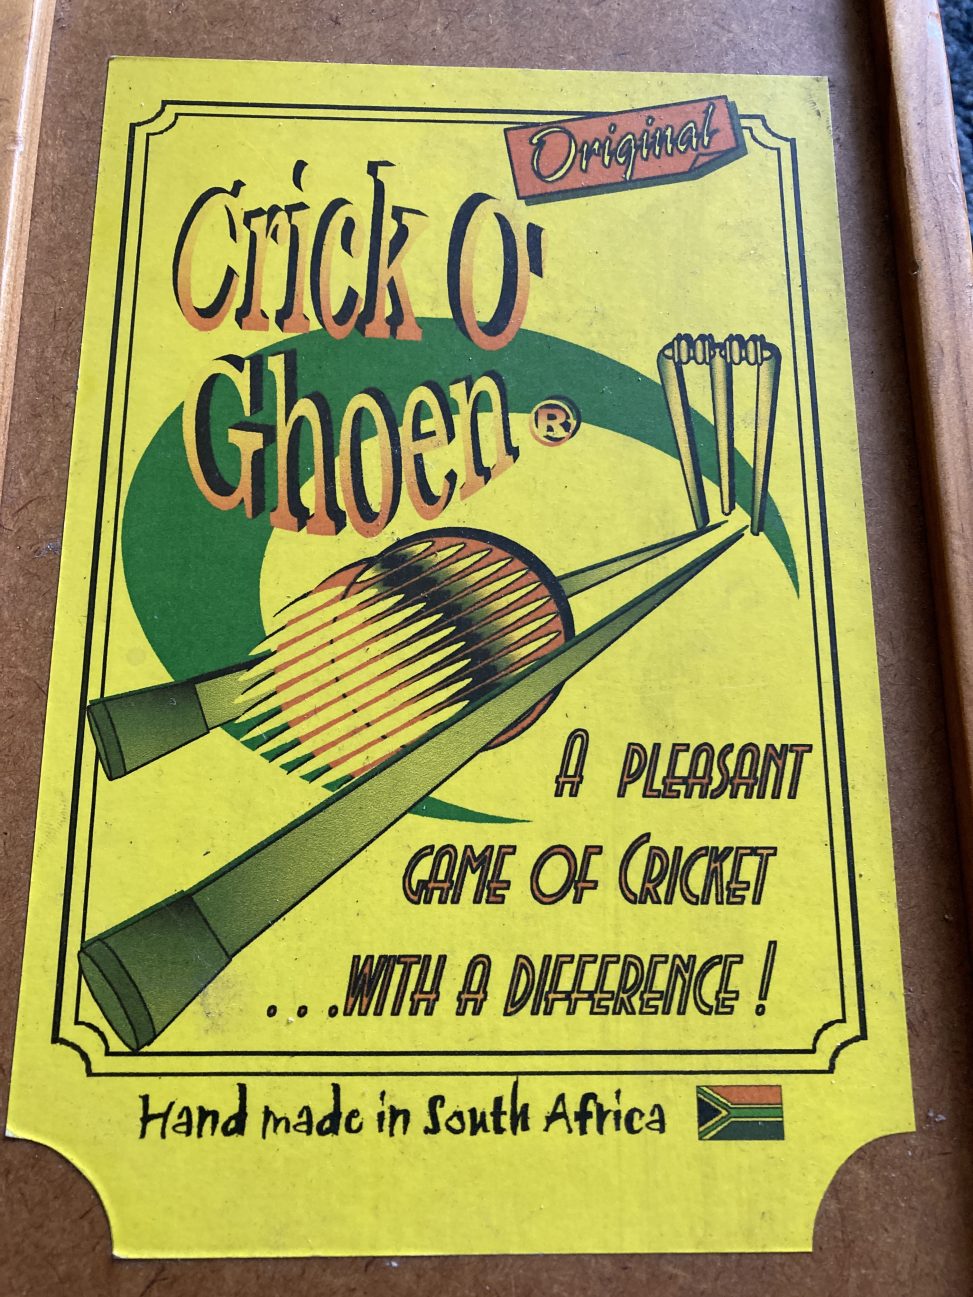 Original
Crick O'
Ghoen ®
A PLEASANT
GAME OF CRICKET
...WITH A DIFFERENCE!
Hand made in South Africa